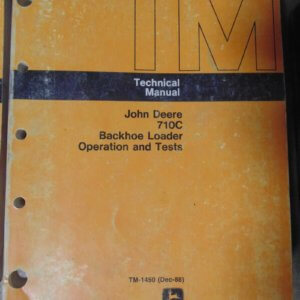 TM
Technical
Manual
John Deere
710C
Backhoe Loader
Operation and Tests
TM-1450 (Dec-86)